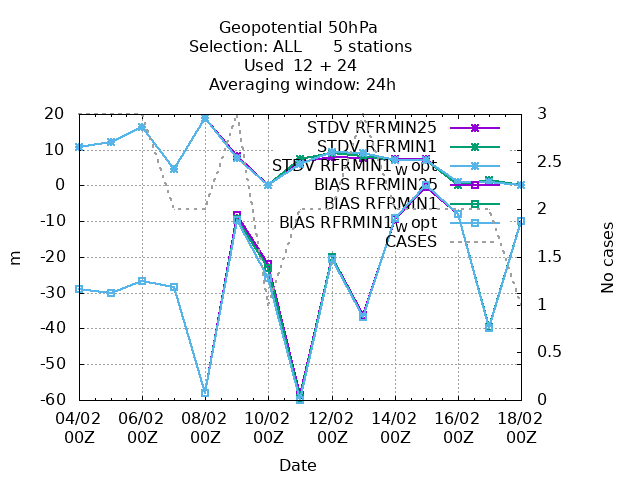 Geopotential 50hPa
Selection: ALL 5 stations
Used 12 + 24
Averaging window: 24h
STDV RFRMIN25
STDV RFRMIN1
STDV RFRMIN1w opt
BIAS RFRMIN25
BIAS RFRMIN1
BIAS RFRMIN1w opt
CASES
20
10
0
-10
-20
-30
-40
-50
-60
m
3
2.5
2
1.5
1
0.5
0
No cases
04/02 06/02 08/02 10/02 12/02 14/02 16/02 18/02
00Z 00Z 00Z 00Z 00Z 00Z 00Z 00Z
Date